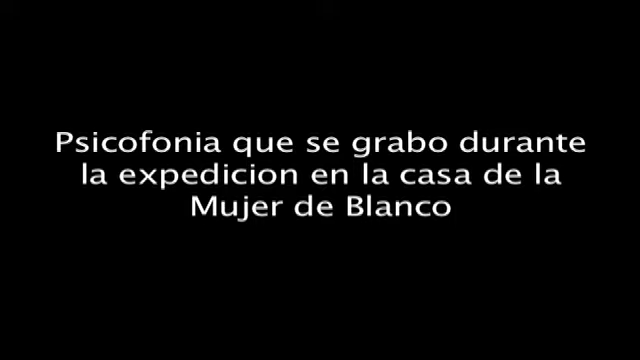 Psicofonia que se grabo durante
la expedicion en la casa de la
Mujer de Blanco